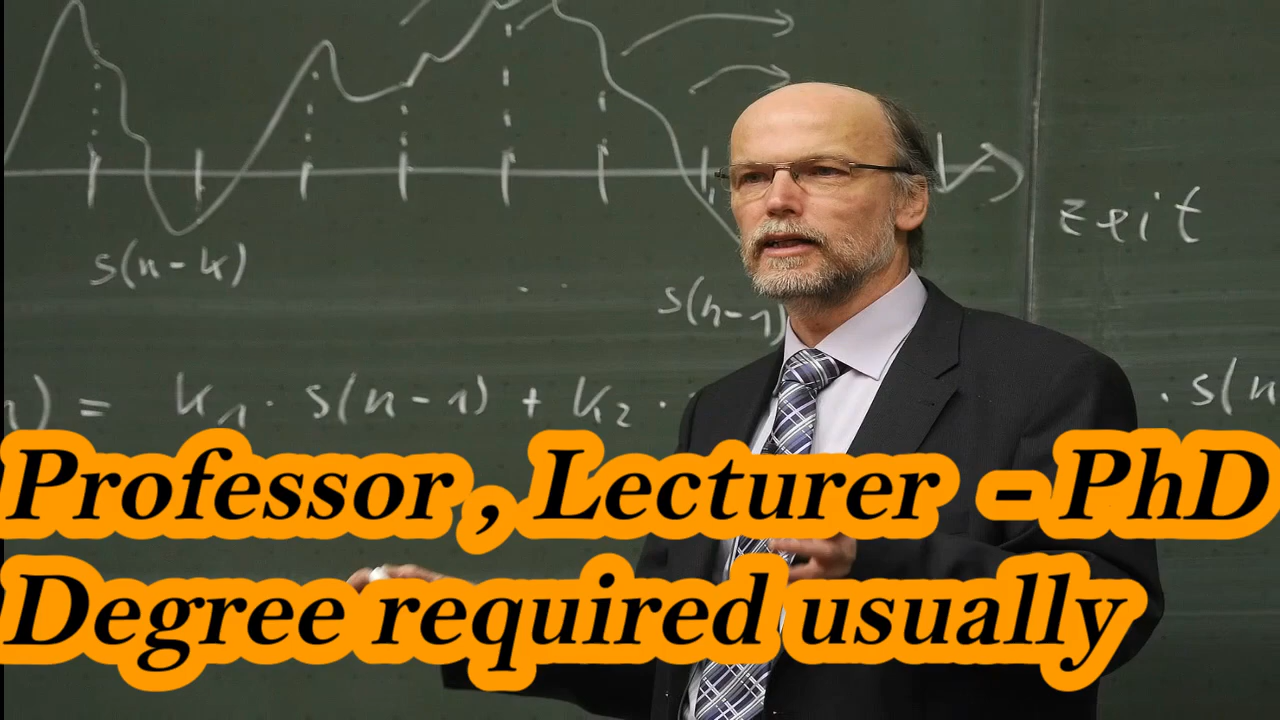 Zeit
s(n-k)
s(n-1)
) = k₁· s(n-1) + k₂·
· s(n
Professor , Lecturer - PhD
Degree required usually